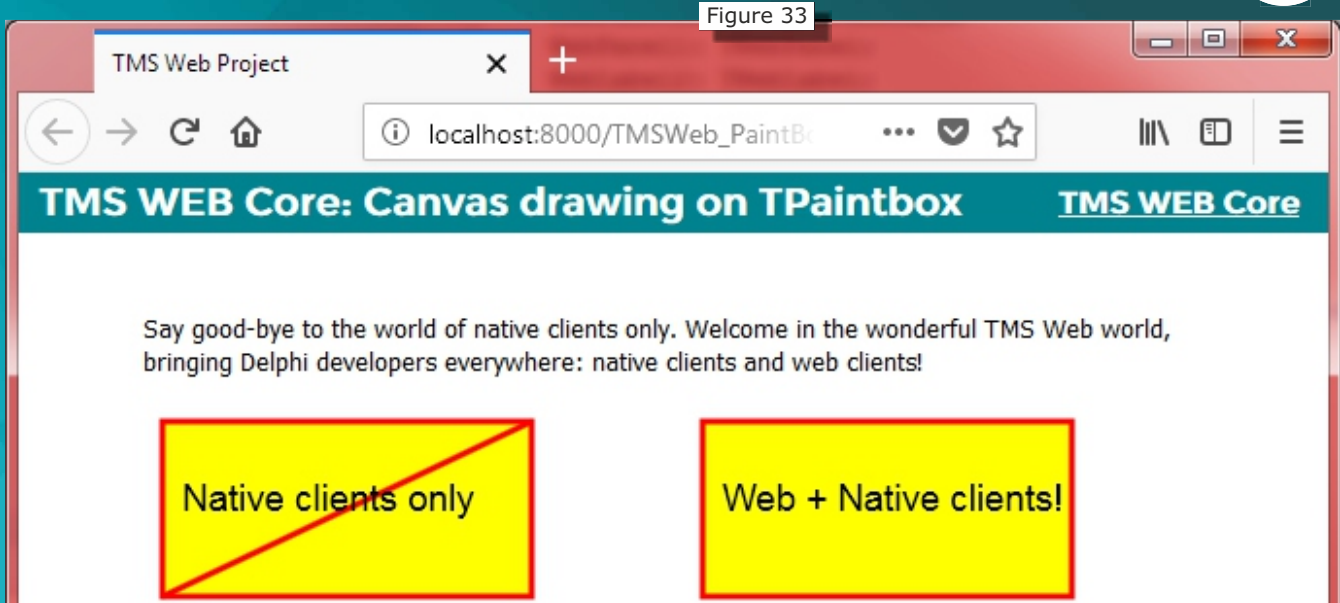 Figure 33
TMS Web Project
localhost:8000/TMSWeb_PaintBo
TMS WEB Core: Canvas drawing on TPaintbox
TMS WEB Core
Say good-bye to the world of native clients only. Welcome in the wonderful TMS Web world,
bringing Delphi developers everywhere: native clients and web clients!
Native clients only
Web + Native clients!